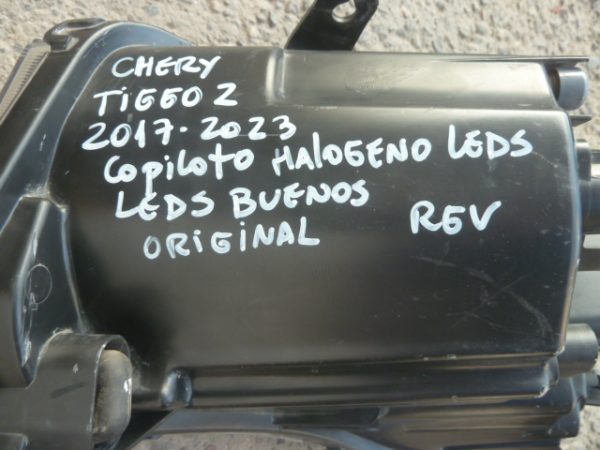 CHERY
TIGGO 2
2017-2023
COPILOTO HALOGENO LEDS
LEDS BUENOS
ORIGINAL REV